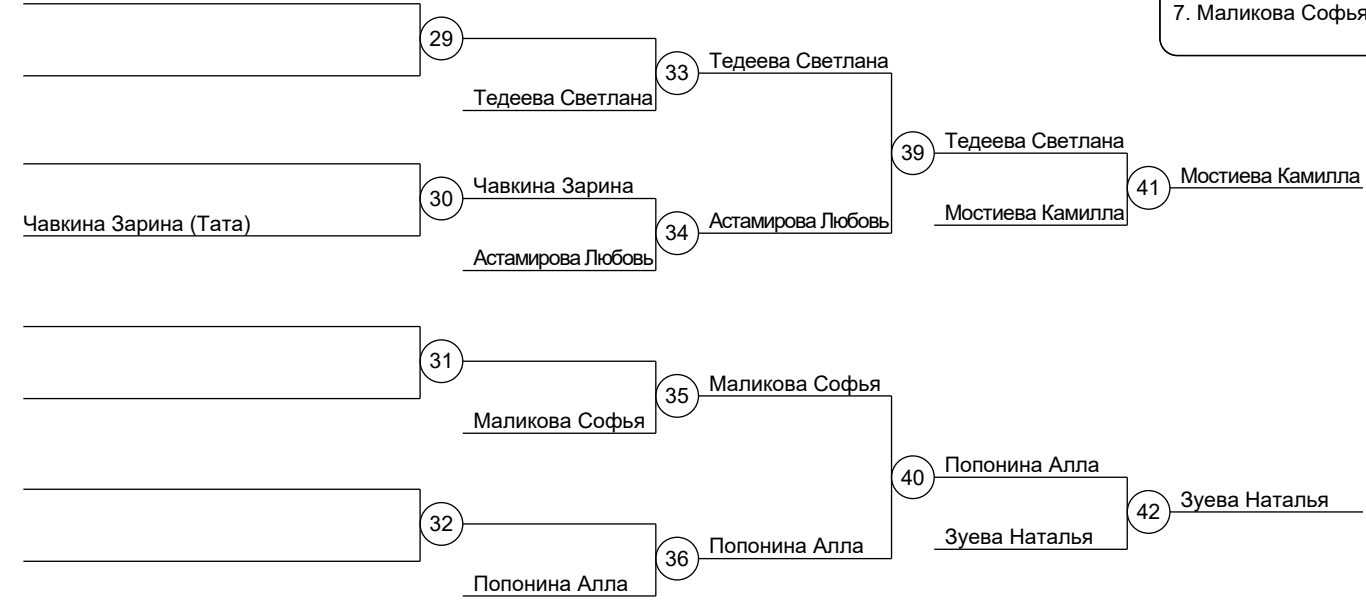 7. Маликова Софья
29
Тедеева Светлана
33
Тедеева Светлана
Чавкина Зарина (Тата)
30
Чавкина Зарина
Астамирова Любовь
34
Астамирова Любовь
39
Тедеева Светлана
Мостиева Камилла
41
Мостиева Камилла
31
Маликова Софья
35
Маликова Софья
32
Попонина Алла
36
Попонина Алла
40
Попонина Алла
Зуева Наталья
42
Зуева Наталья